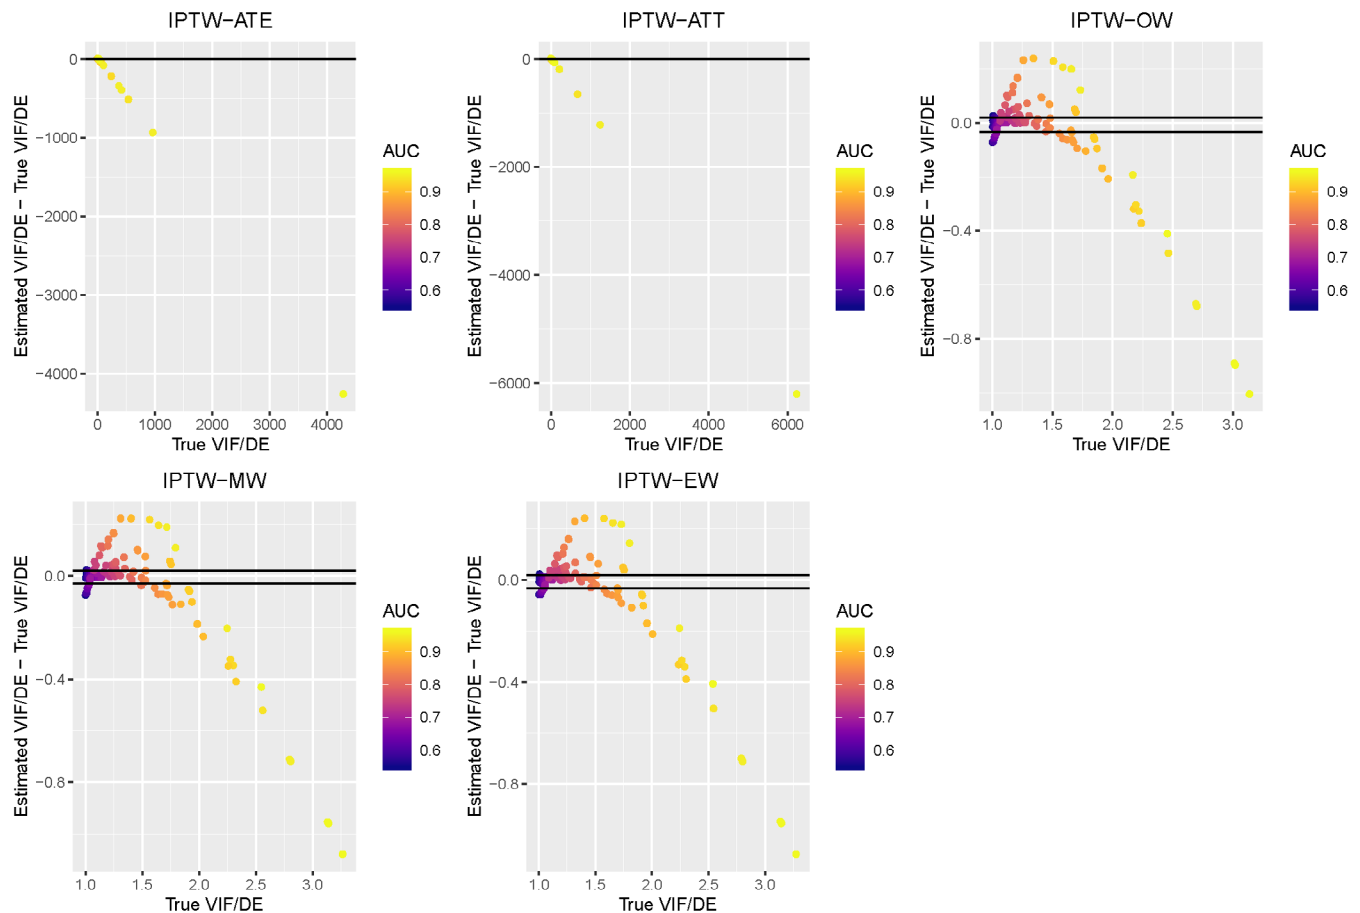 IPTW−ATE
Estimated VIF/DE − True VIF/DE
0
−1000
−2000
−3000
−4000
0 1000 2000 3000 4000
True VIF/DE
AUC
0.9
0.8
0.7
0.6
IPTW−ATT
Estimated VIF/DE − True VIF/DE
0
−2000
−4000
−6000
0 2000 4000 6000
True VIF/DE
AUC
0.9
0.8
0.7
0.6
IPTW−OW
Estimated VIF/DE − True VIF/DE
0.0
−0.4
−0.8
1.0 1.5 2.0 2.5 3.0
True VIF/DE
AUC
0.9
0.8
0.7
0.6
IPTW−MW
Estimated VIF/DE − True VIF/DE
0.0
−0.4
−0.8
1.0 1.5 2.0 2.5 3.0
True VIF/DE
AUC
0.9
0.8
0.7
0.6
IPTW−EW
Estimated VIF/DE − True VIF/DE
0.0
−0.4
−0.8
1.0 1.5 2.0 2.5 3.0
True VIF/DE
AUC
0.9
0.8
0.7
0.6